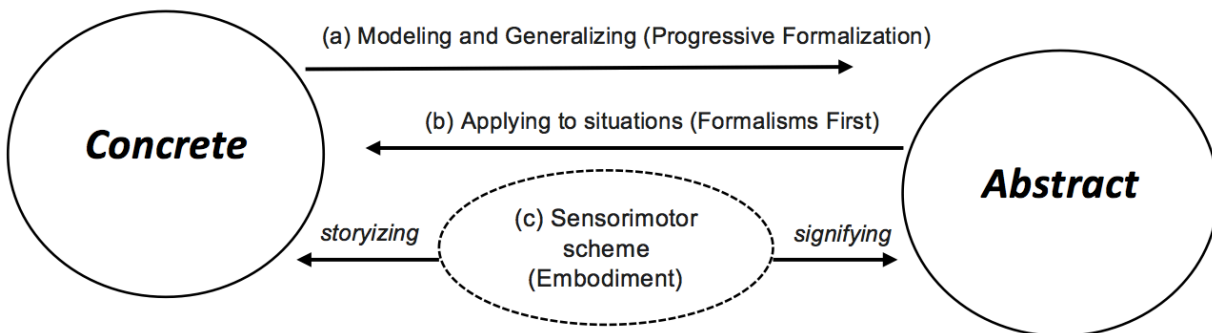 (a) Modeling and Generalizing (Progressive Formalization)
Concrete
(b) Applying to situations (Formalisms First)
Abstract
storyizing
(c) Sensorimotor
scheme
(Embodiment)
signifying